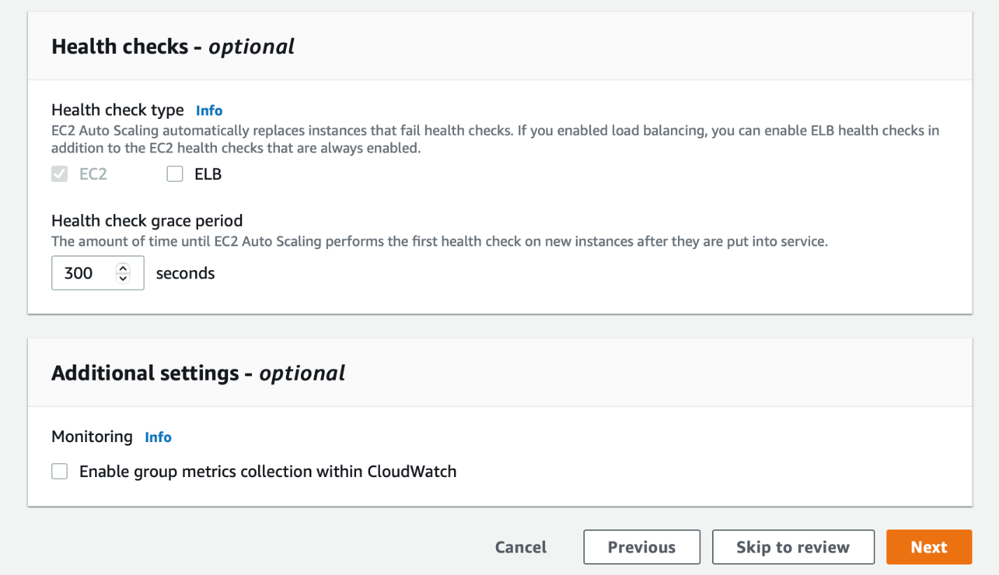 Health checks - optional
Health check type Info
EC2 Auto Scaling automatically replaces instances that fail health checks. If you enabled load balancing, you can enable ELB health checks in
addition to the EC2 health checks that are always enabled.
EC2 ELB
Health check grace period
The amount of time until EC2 Auto Scaling performs the first health check on new instances after they are put into service.
300 seconds
Additional settings - optional
Monitoring Info
Enable group metrics collection within CloudWatch
Cancel Previous Skip to review Next